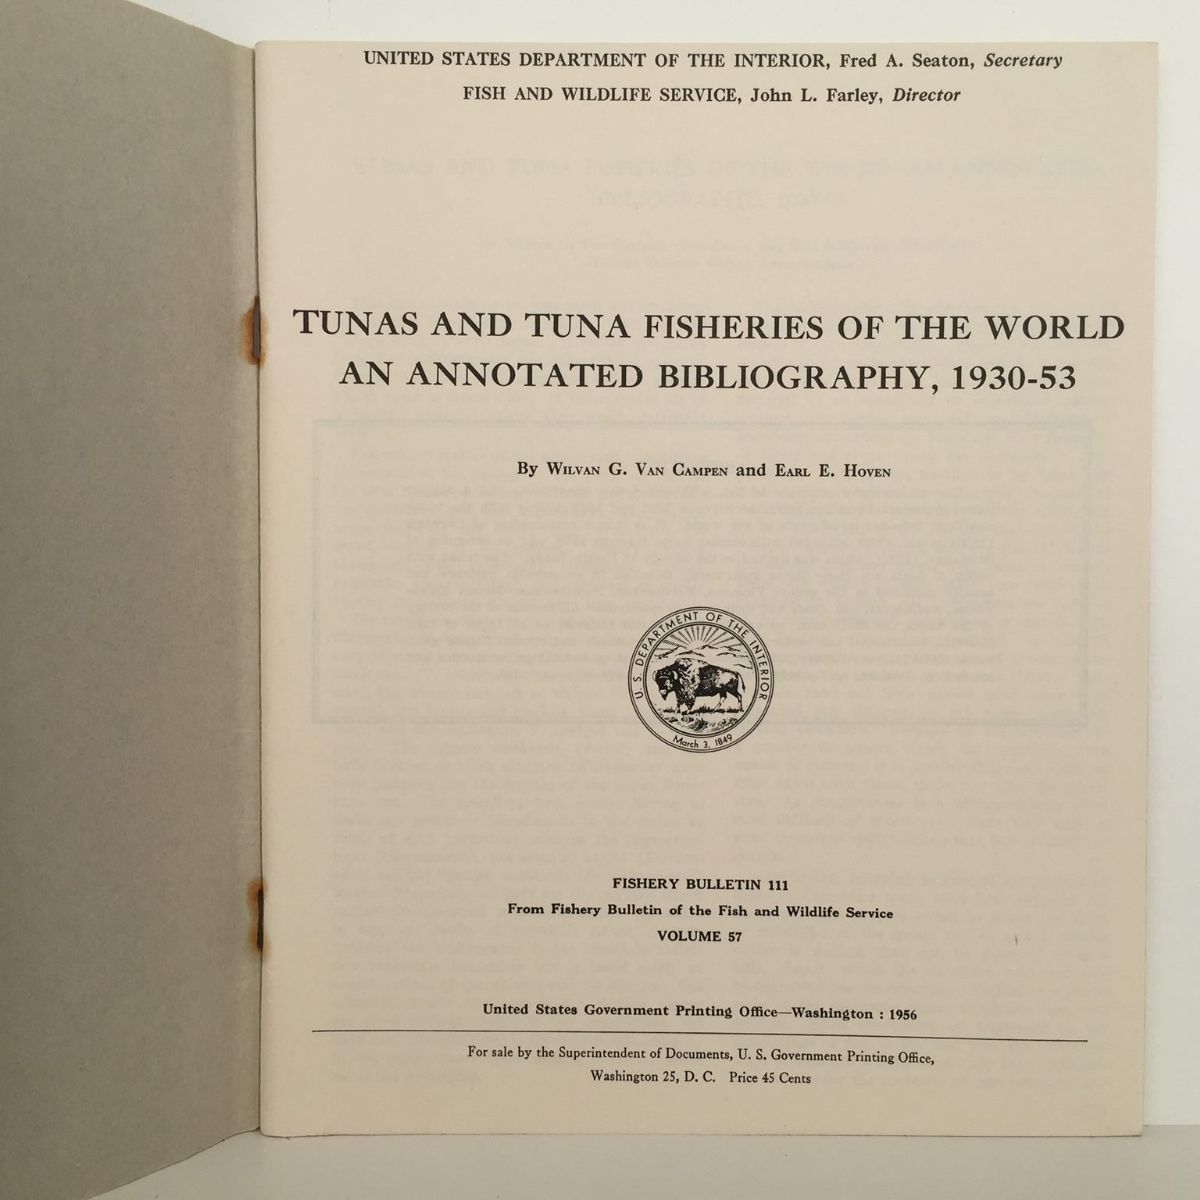 UNITED STATES DEPARTMENT OF THE INTERIOR, Fred A. Seaton, Secretary
FISH AND WILDLIFE SERVICE, John L. Farley, Director
TUNAS AND TUNA FISHERIES OF THE WORLD
AN ANNOTATED BIBLIOGRAPHY, 1930-53
By WILVAN G. VAN CAMPEN and EARL E. HOVEN
U. S. DEPARTMENT OF THE INTERIOR
March 3, 1849
FISHERY BULLETIN 111
From Fishery Bulletin of the Fish and Wildlife Service
VOLUME 57
United States Government Printing Office—Washington : 1956
For sale by the Superintendent of Documents, U. S. Government Printing Office,
Washington 25, D. C. Price 45 Cents